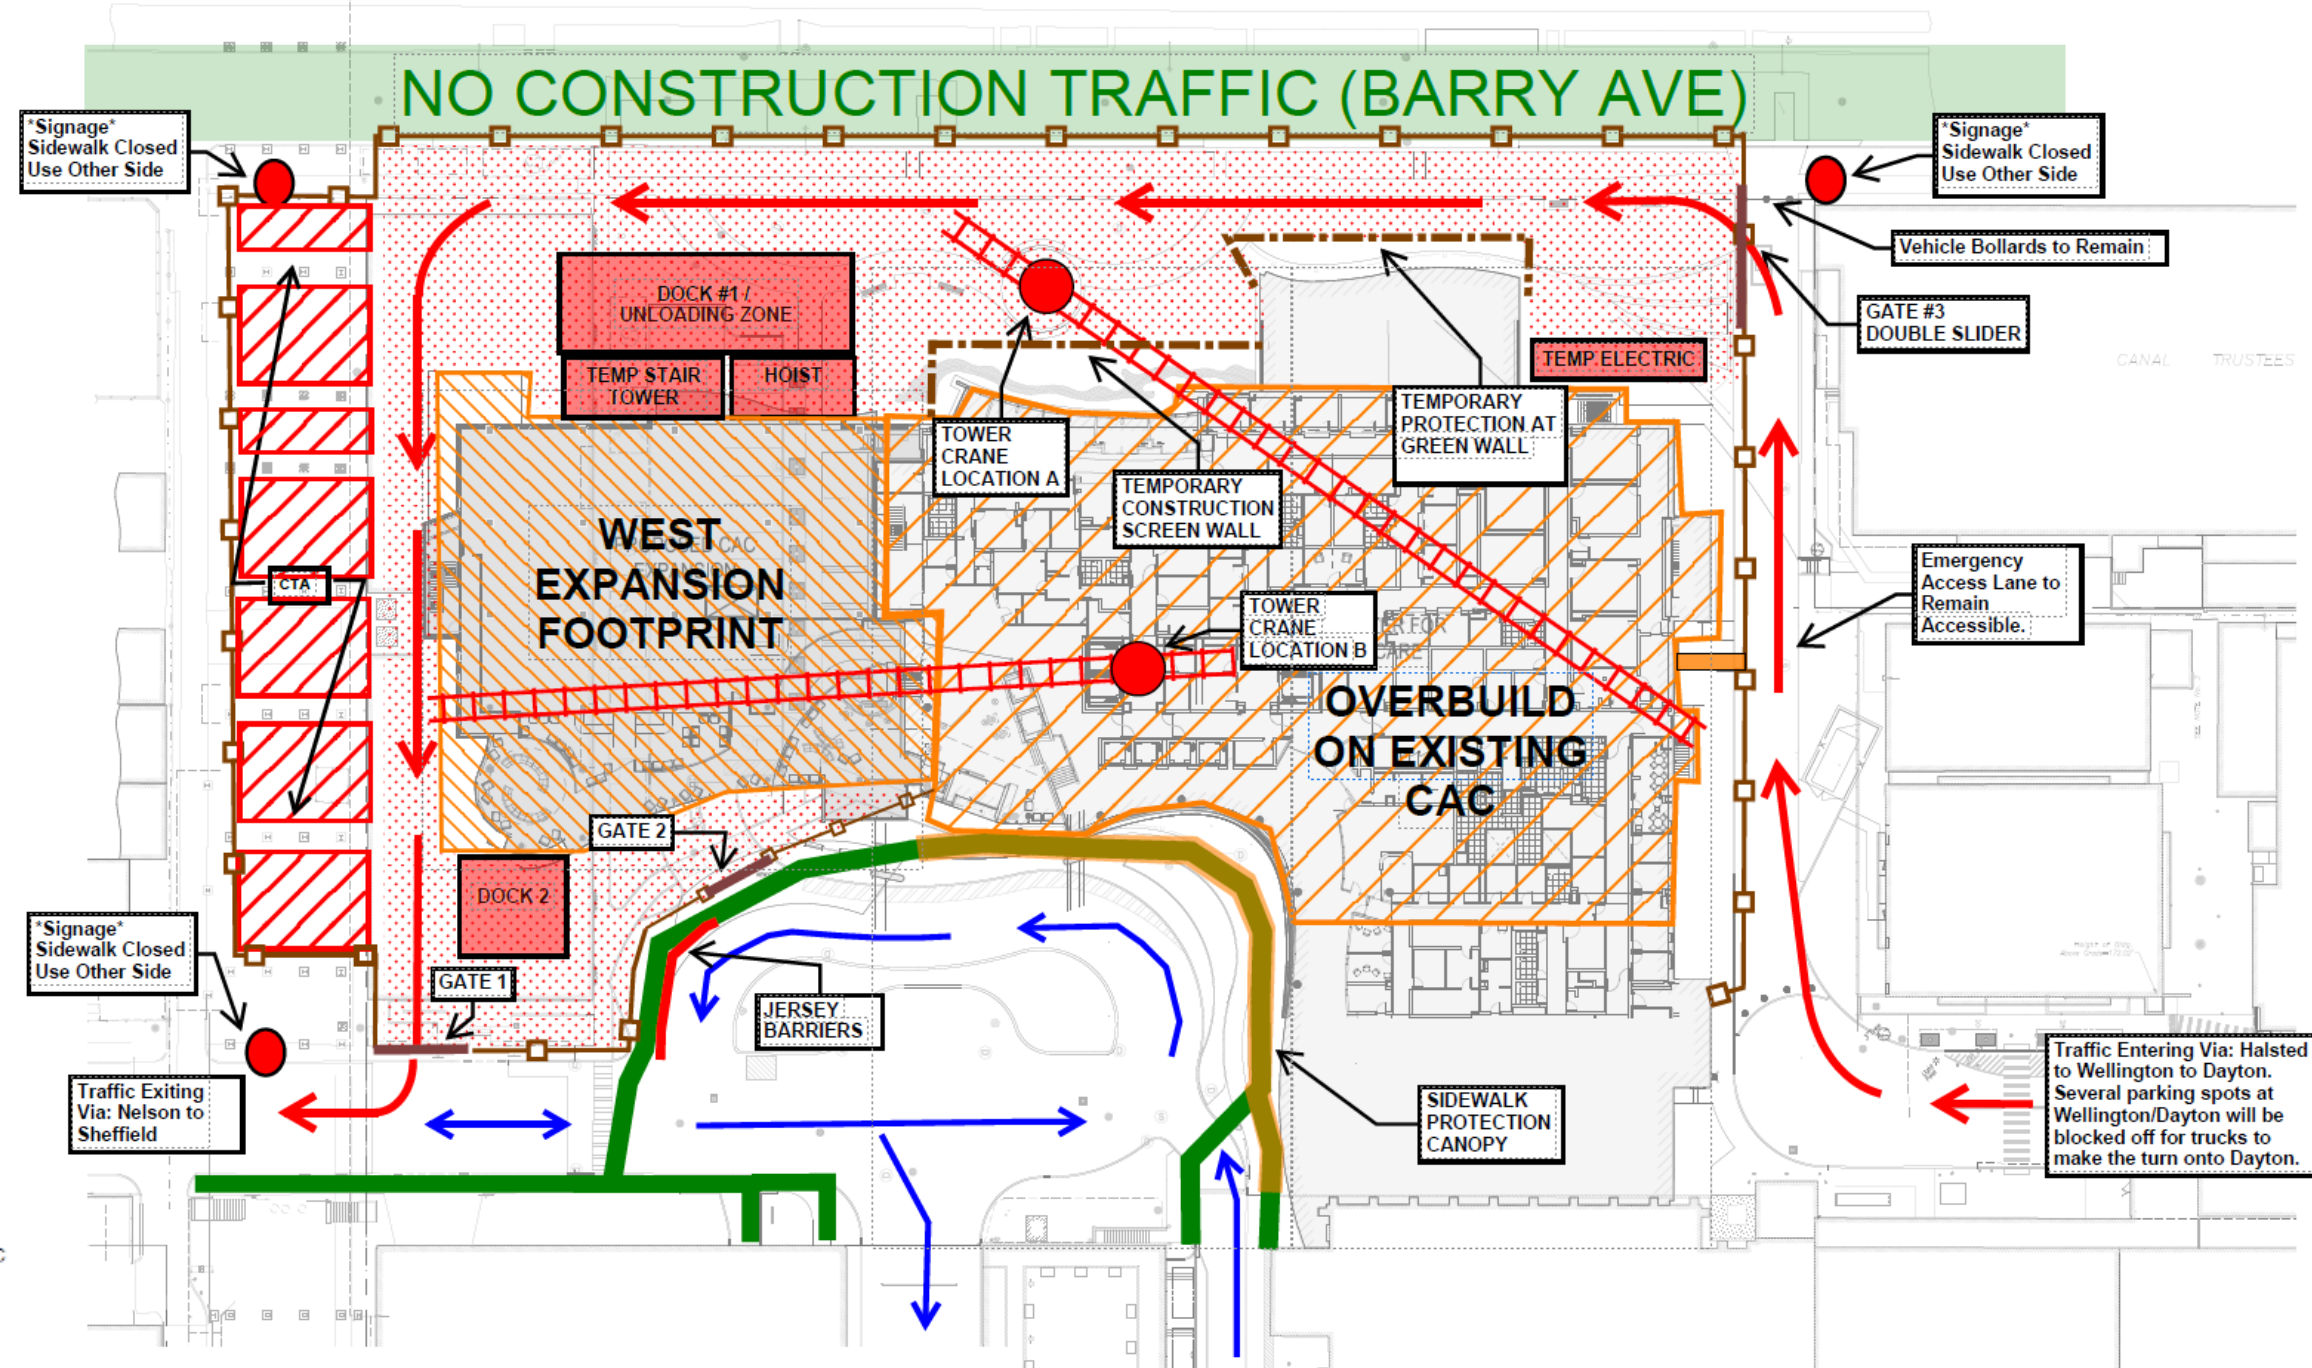 NO CONSTRUCTION TRAFFIC (BARRY AVE)
*Signage*
Sidewalk Closed
Use Other Side
*Signage*
Sidewalk Closed
Use Other Side
Vehicle Bollards to Remain
GATE #3
DOUBLE SLIDER
CANAL TRUSTEES
DOCK #1 /
UNLOADING ZONE
TEMP STAIR
TOWER
HOIST
TEMP ELECTRIC
TOWER
CRANE
LOCATION A
TEMPORARY
CONSTRUCTION
SCREEN WALL
TEMPORARY
PROTECTION AT
GREEN WALL
WEST
EXPANSION
FOOTPRINT
PROPOSED CAC
EXPANSION
CTA
TOWER
CRANE
LOCATION B
Emergency
Access Lane to
Remain
Accessible.
OVERBUILD
ON EXISTING
CAC
GATE 2
DOCK 2
*Signage*
Sidewalk Closed
Use Other Side
GATE 1
JERSEY
BARRIERS
Traffic Exiting
Via: Nelson to
Sheffield
SIDEWALK
PROTECTION
CANOPY
Traffic Entering Via: Halsted
to Wellington to Dayton.
Several parking spots at
Wellington/Dayton will be
blocked off for trucks to
make the turn onto Dayton.